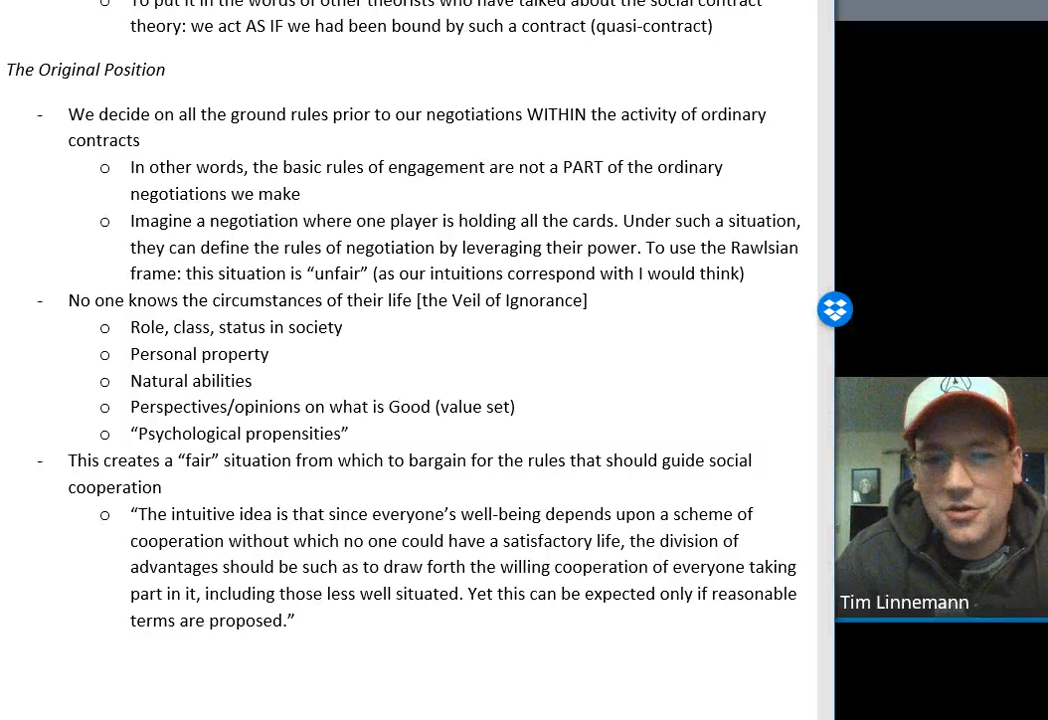 To put it in the words of other theorists who have talked about the social contract
theory: we act AS IF we had been bound by such a contract (quasi-contract)
The Original Position
- We decide on all the ground rules prior to our negotiations WITHIN the activity of ordinary
contracts
o In other words, the basic rules of engagement are not a PART of the ordinary
negotiations we make
o Imagine a negotiation where one player is holding all the cards. Under such a situation,
they can define the rules of negotiation by leveraging their power. To use the Rawlsian
frame: this situation is “unfair” (as our intuitions correspond with I would think)
- No one knows the circumstances of their life [the Veil of Ignorance]
o Role, class, status in society
o Personal property
o Natural abilities
o Perspectives/opinions on what is Good (value set)
o “Psychological propensities”
- This creates a “fair” situation from which to bargain for the rules that should guide social
cooperation
o “The intuitive idea is that since everyone’s well-being depends upon a scheme of
cooperation without which no one could have a satisfactory life, the division of
advantages should be such as to draw forth the willing cooperation of everyone taking
part in it, including those less well situated. Yet this can be expected only if reasonable
terms are proposed.”
Tim Linnemann